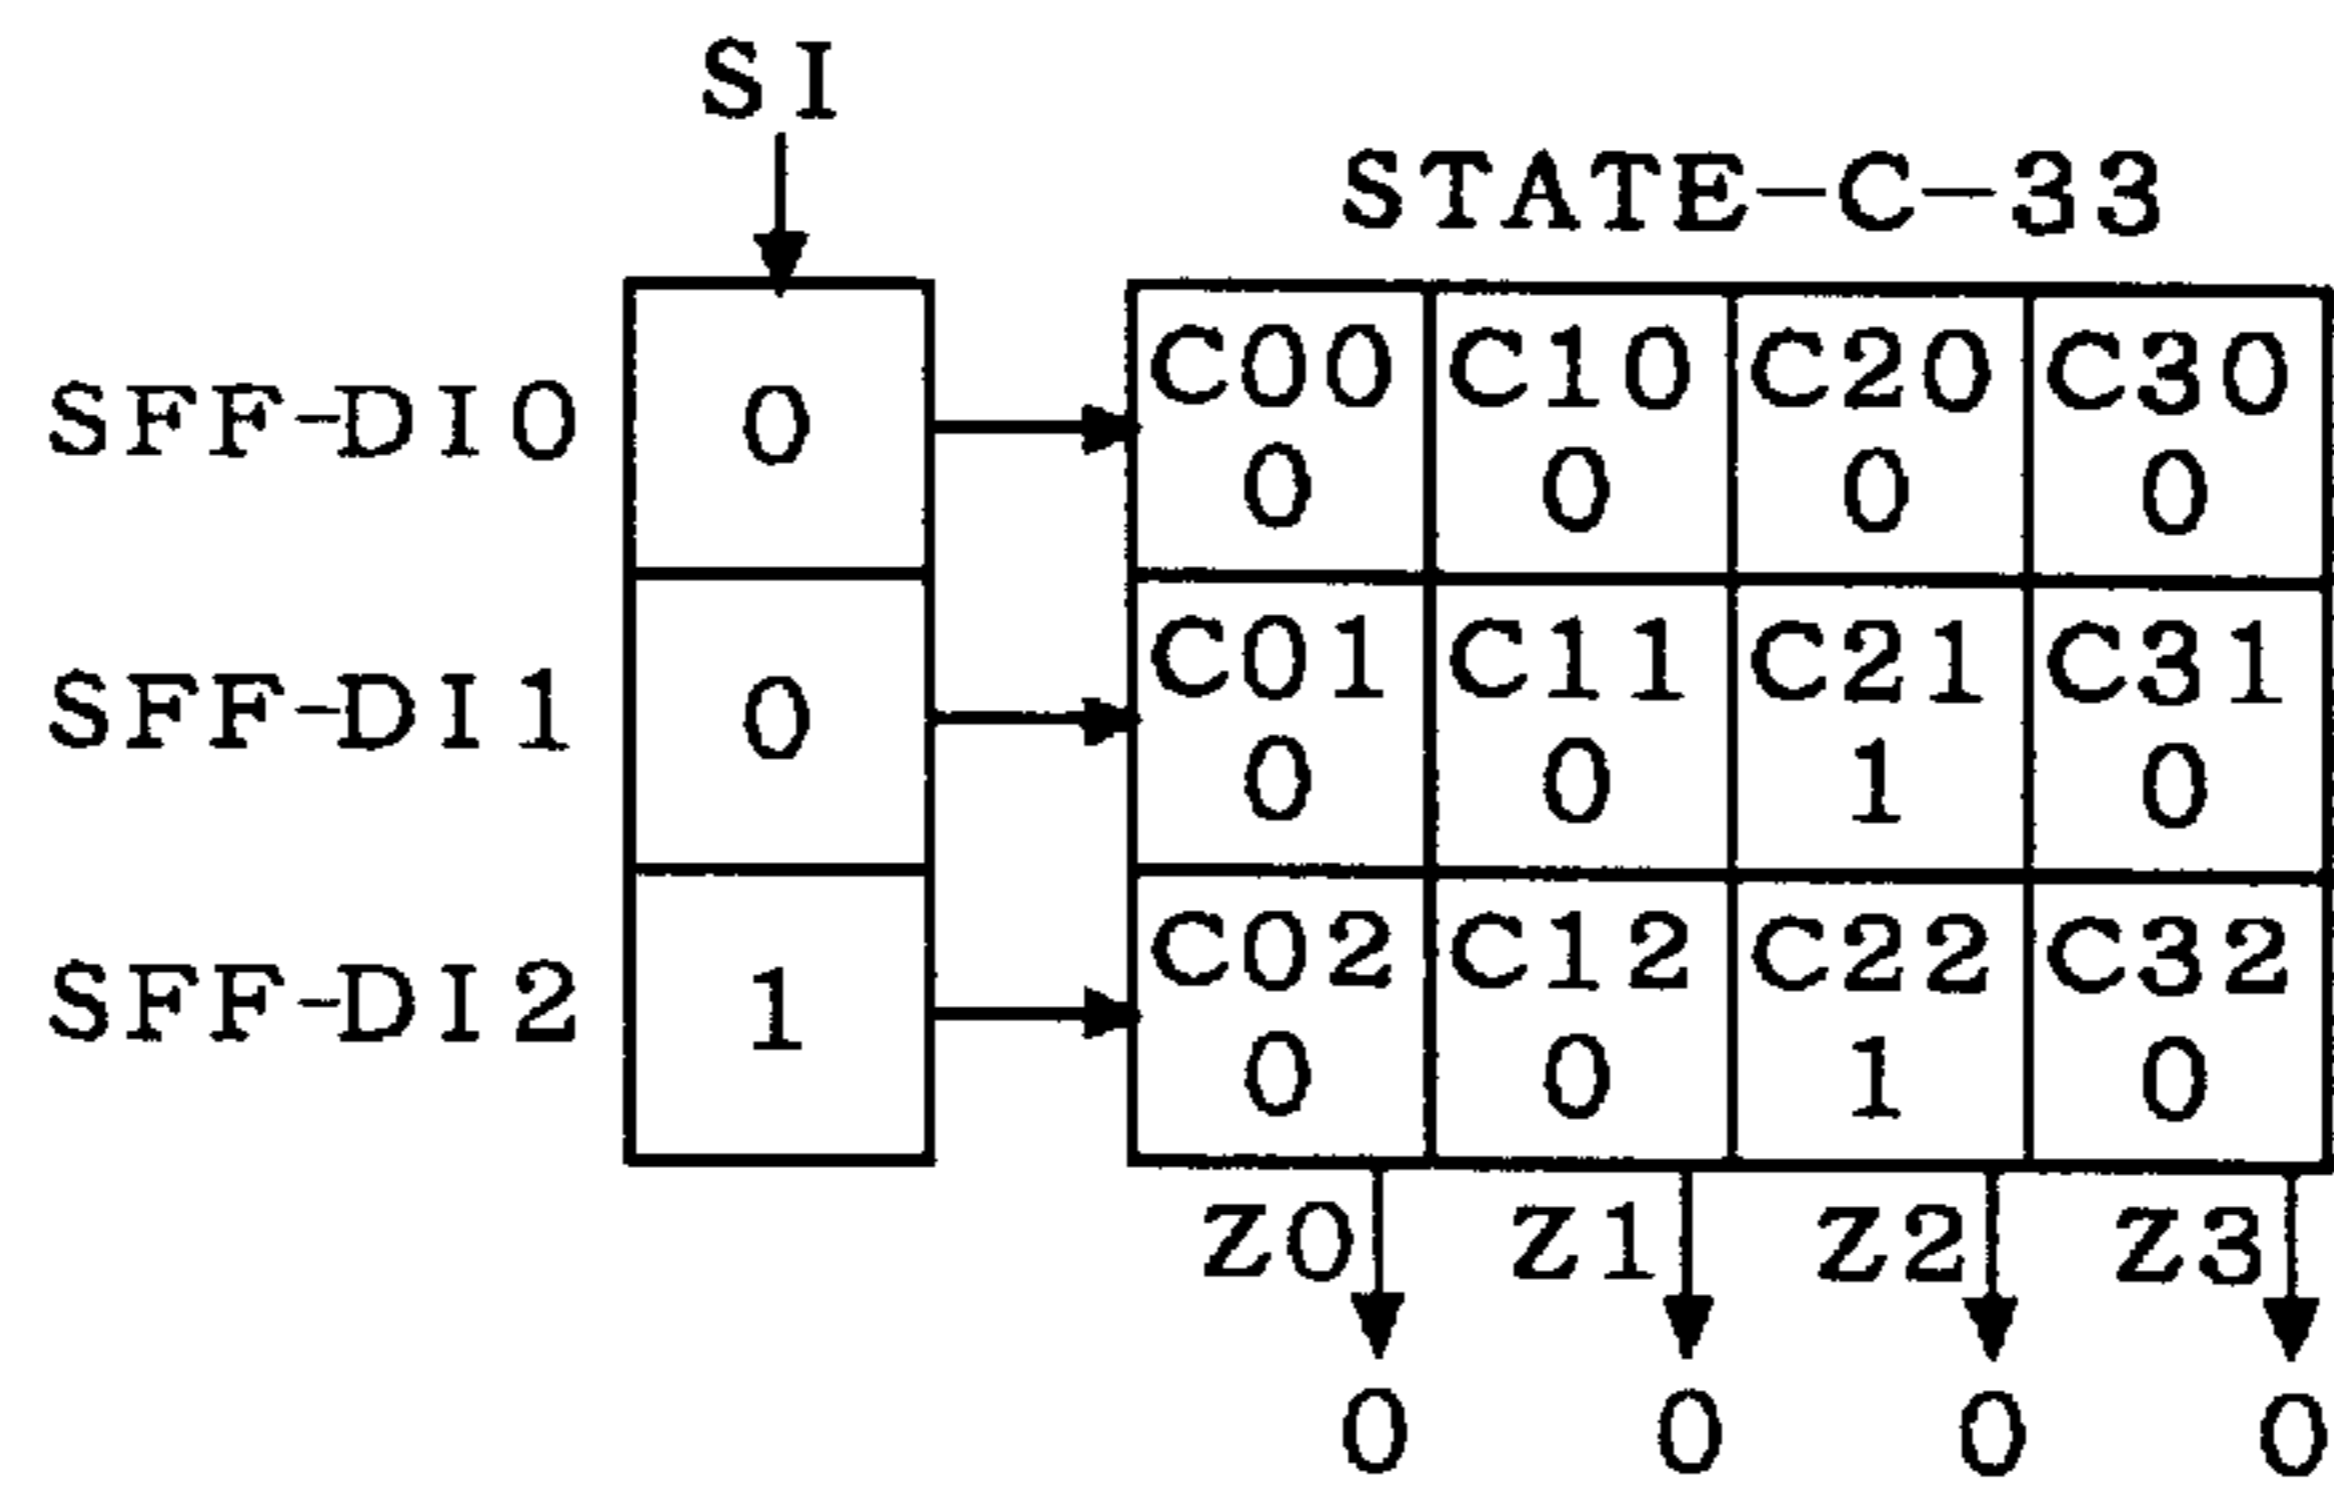 SI
STATE-C-33
SFF-DI0 0 C00 C10 C20 C30
0 0 0 0
SFF-DI1 0 C01 C11 C21 C31
0 0 1 0
SFF-DI2 1 C02 C12 C22 C32
0 0 1 0
Z0 Z1 Z2 Z3
0 0 0 0